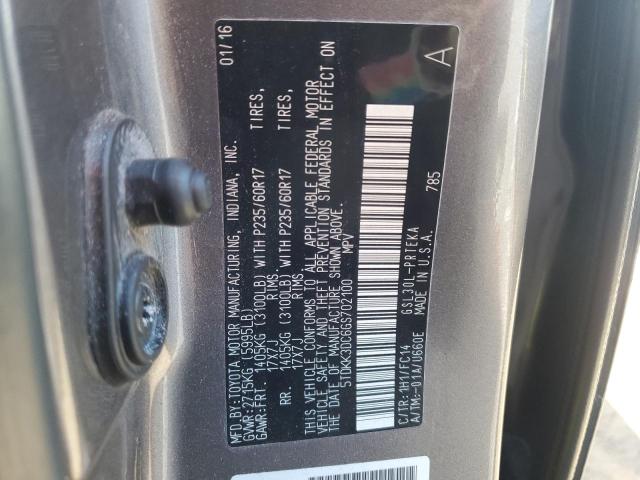 MFD.BY:TOYOTA MOTOR MANUFACTURING, INDIANA, INC. 01/16
GVWR:2715KG (5995LB)
GAWR:FRT. 1405KG (3100LB) WITH P235/60R17 TIRES,
17X7J RIMS,
RR. 1405KG (3100LB) WITH P235/60R17 TIRES,
17X7J RIMS.
THIS VEHICLE CONFORMS TO ALL APPLICABLE FEDERAL MOTOR
VEHICLE SAFETY AND THEFT PREVENTION STANDARDS IN EFFECT ON
THE DATE OF MANUFACTURE SHOWN ABOVE.
5TDKK3DC6GS702100 MPV
785
C/TR:1H1/FC14 GSL30L-PRTEKA A
A/TM:-01A/U660E MADE IN U.S.A.